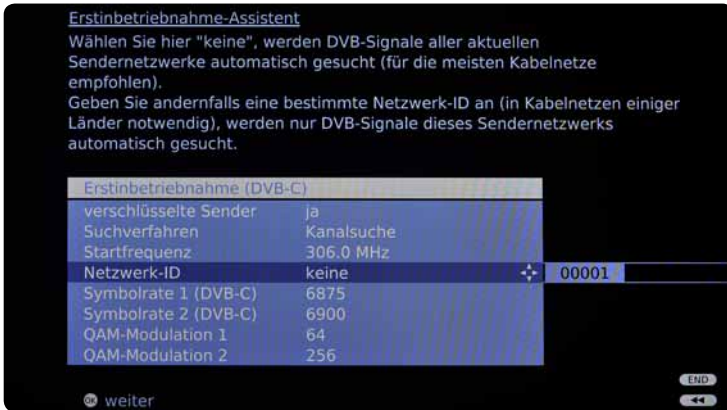 Erstinbetriebnahme-Assistent
Wählen Sie hier "keine", werden DVB-Signale aller aktuellen
Sendernetzwerke automatisch gesucht (für die meisten Kabelnetze
empfohlen).
Geben Sie andernfalls eine bestimmte Netzwerk-ID an (in Kabelnetzen einiger
Länder notwendig), werden nur DVB-Signale dieses Sendernetzwerks
automatisch gesucht.
Erstinbetriebnahme (DVB-C)
verschlüsselte Sender ja
Suchverfahren Kanalsuche
Startfrequenz 306.0 MHz
Netzwerk-ID keine 00001
Symbolrate 1 (DVB-C) 6875
Symbolrate 2 (DVB-C) 6900
QAM-Modulation 1 64
QAM-Modulation 2 256
END
OK weiter